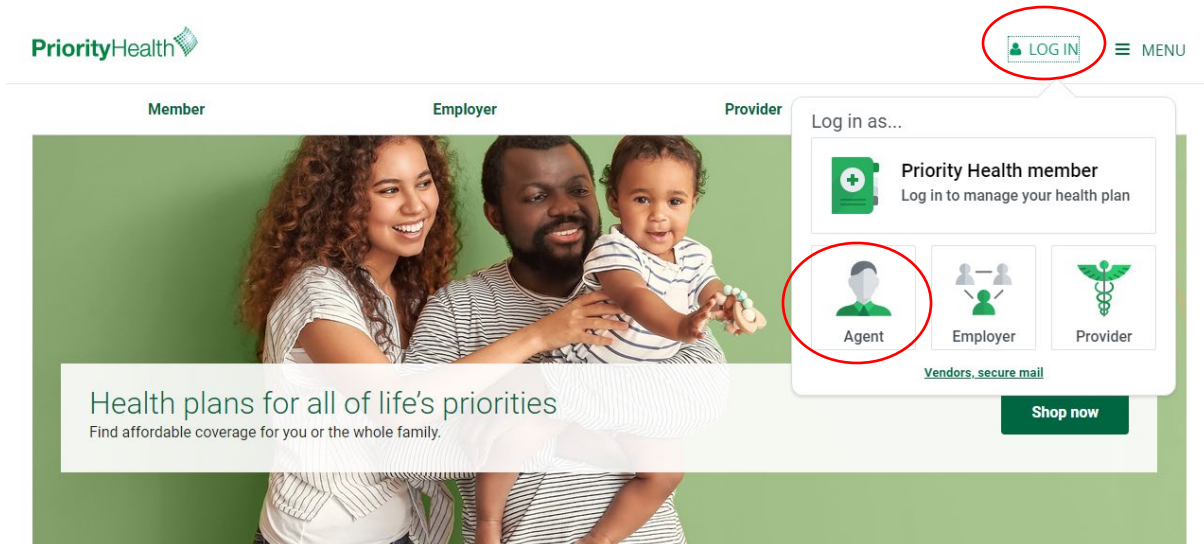 PriorityHealth
LOG IN
MENU
Member
Employer
Provider
Log in as...
Priority Health member
Log in to manage your health plan
Agent
Employer
Provider
Vendors, secure mail
Health plans for all of life's priorities
Find affordable coverage for you or the whole family.
Shop now